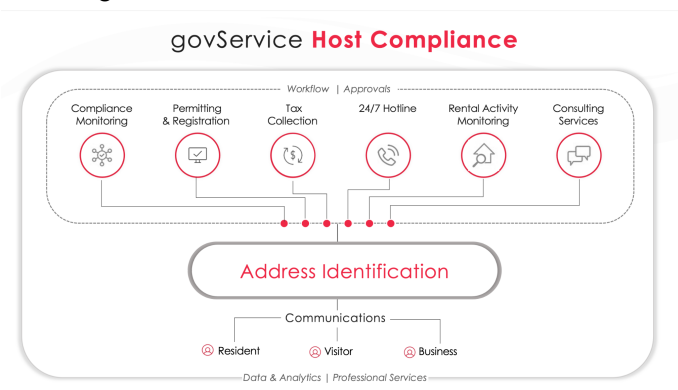 govService Host Compliance
Workflow | Approvals
Compliance
Monitoring
Permitting
& Registration
Tax
Collection
24/7 Hotline
Rental Activity
Monitoring
Consulting
Services
$
Address Identification
Communications
Resident
Visitor
Business
Data & Analytics | Professional Services